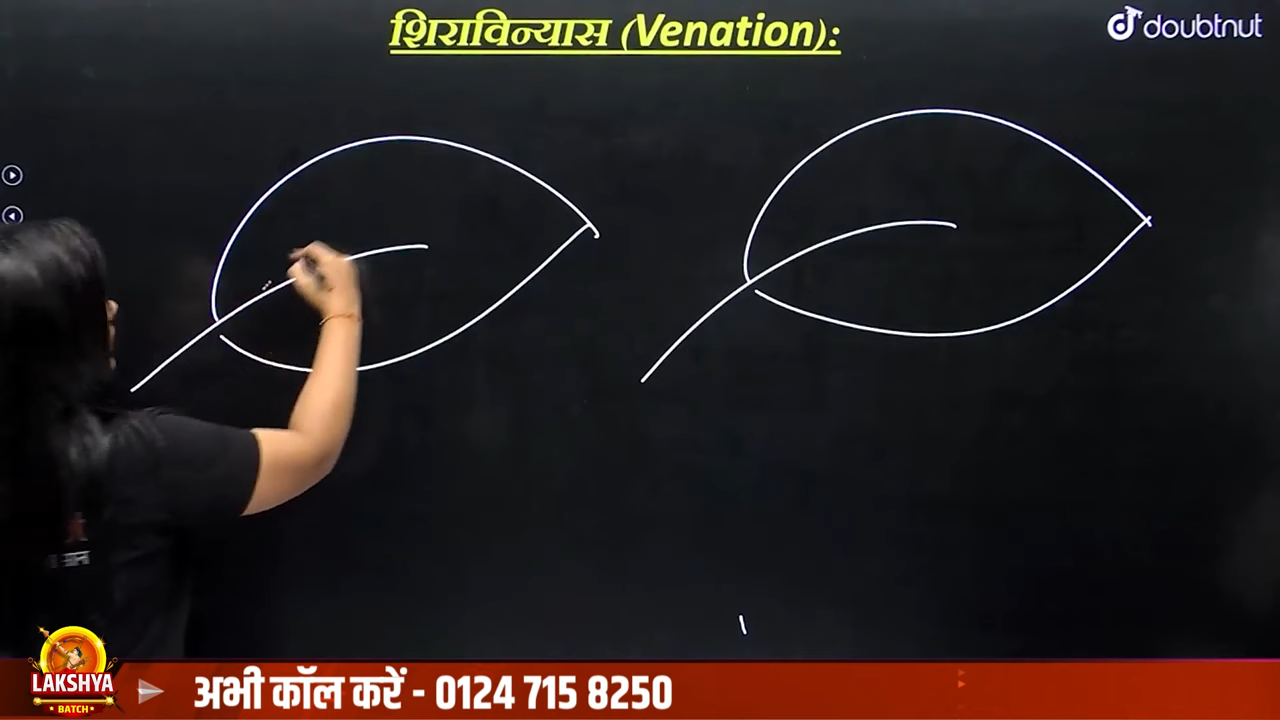 शिराविन्यास (Venation):
doubtnut
LAKSHYA
BATCH
अभी कॉल करें - 0124 715 8250